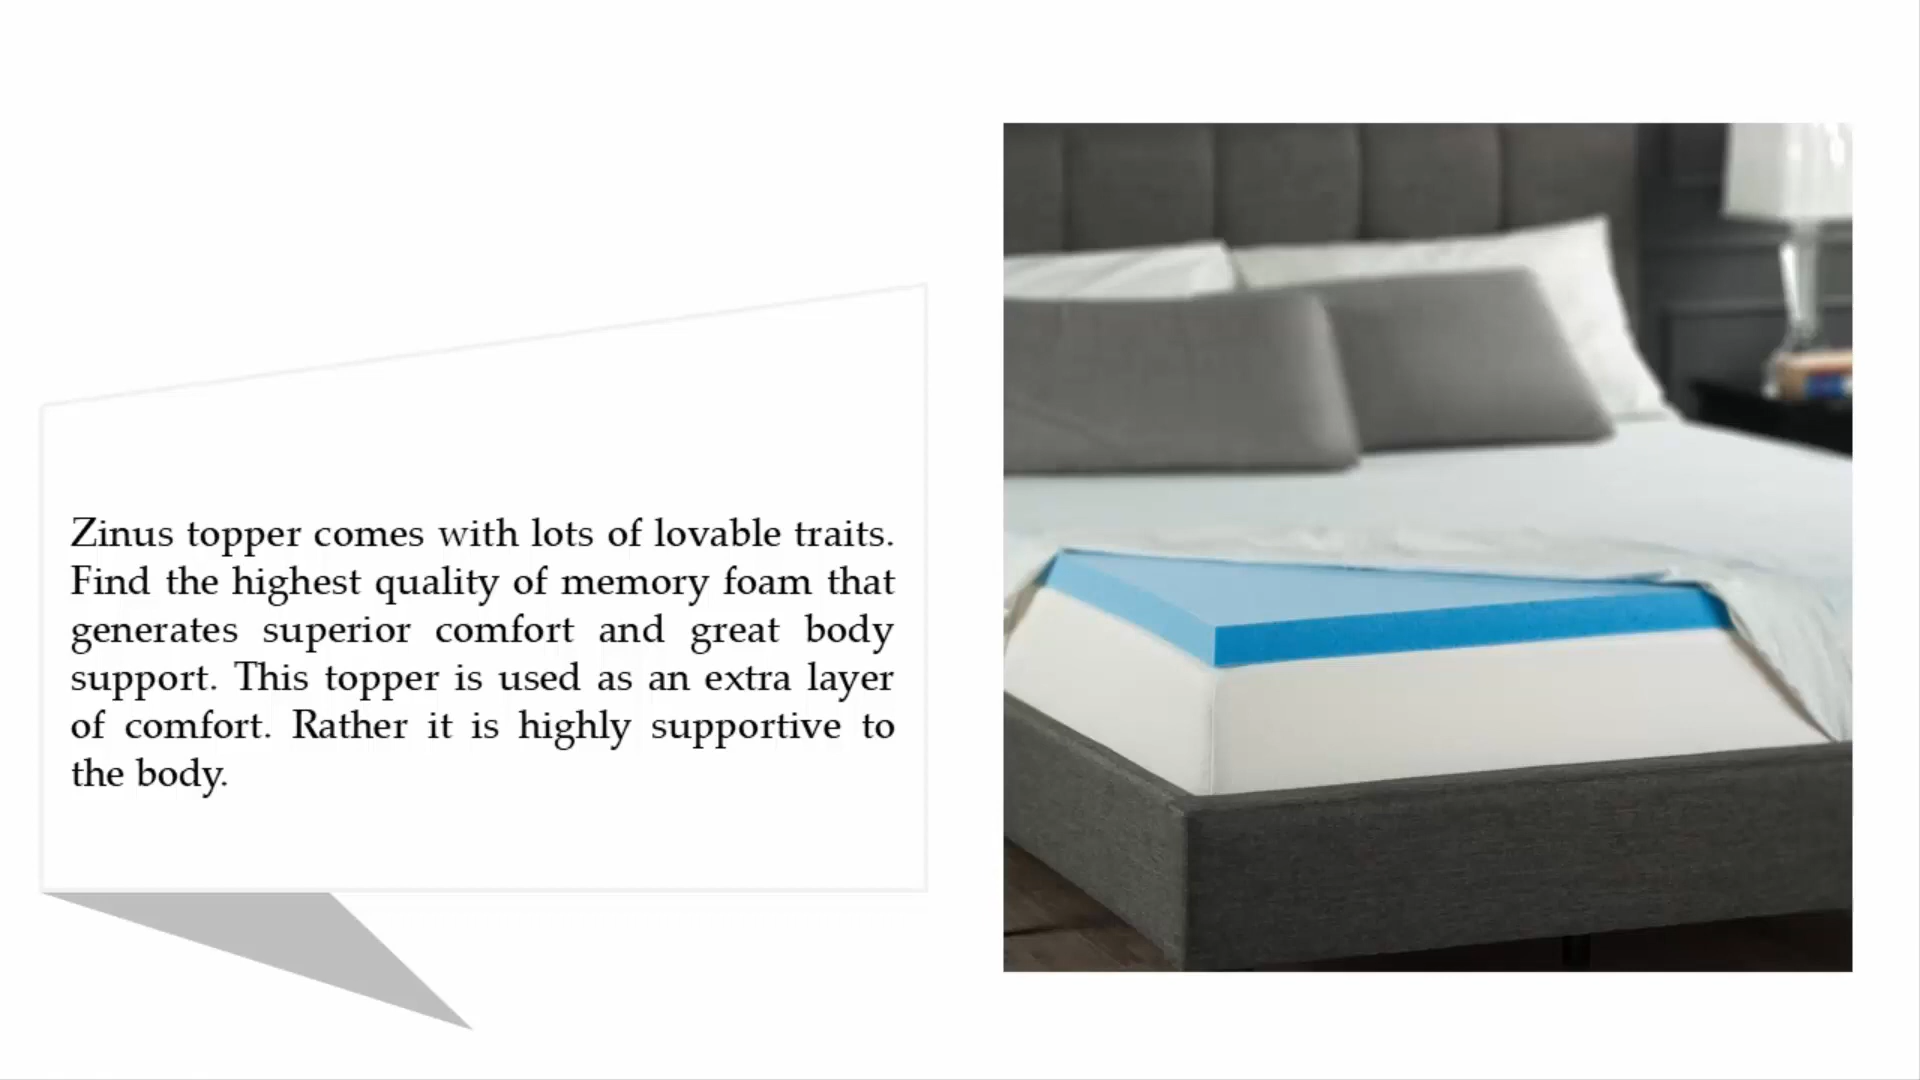 Zinus topper comes with lots of lovable traits.
Find the highest quality of memory foam that
generates superior comfort and great body
support. This topper is used as an extra layer
of comfort. Rather it is highly supportive to
the body.